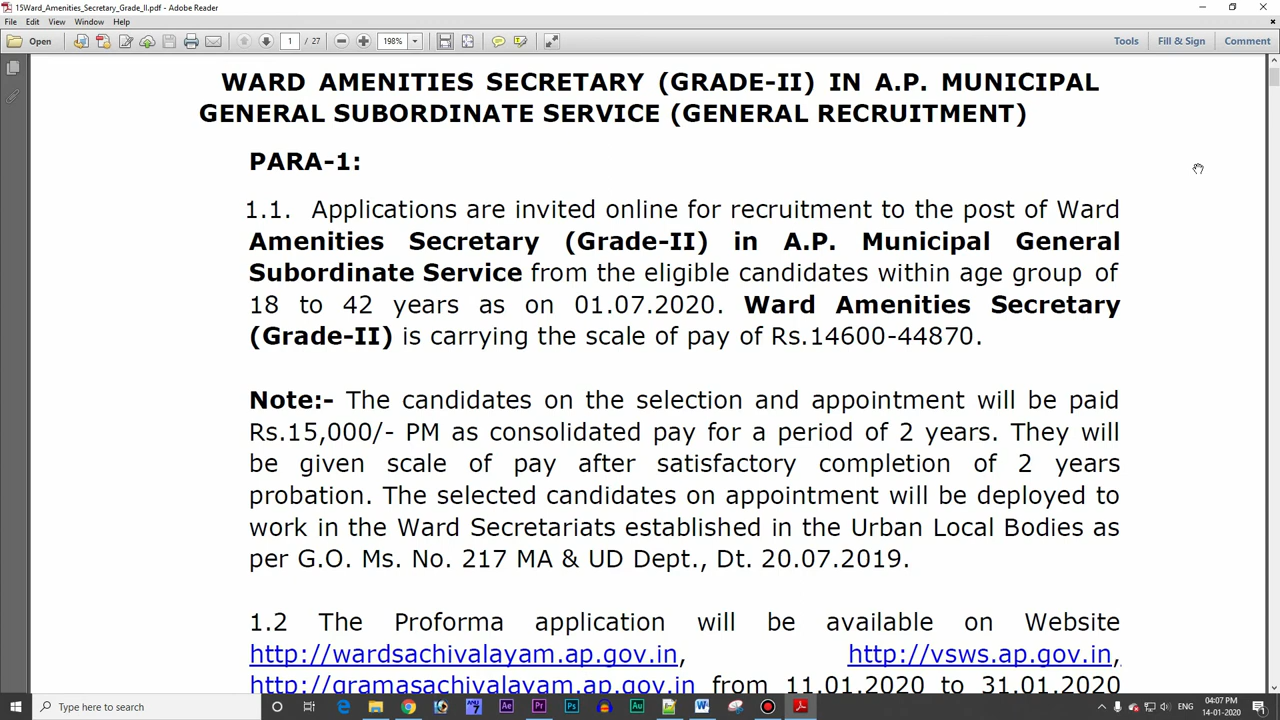 15Ward_Amenities_Secretary_Grade_II.pdf - Adobe Reader
File Edit View Window Help
Open 1 / 27 198% Tools Fill & Sign Comment
WARD AMENITIES SECRETARY (GRADE-II) IN A.P. MUNICIPAL
GENERAL SUBORDINATE SERVICE (GENERAL RECRUITMENT)
PARA-1:
1.1. Applications are invited online for recruitment to the post of Ward
Amenities Secretary (Grade-II) in A.P. Municipal General
Subordinate Service from the eligible candidates within age group of
18 to 42 years as on 01.07.2020. Ward Amenities Secretary
(Grade-II) is carrying the scale of pay of Rs.14600-44870.
Note:- The candidates on the selection and appointment will be paid
Rs.15,000/- PM as consolidated pay for a period of 2 years. They will
be given scale of pay after satisfactory completion of 2 years
probation. The selected candidates on appointment will be deployed to
work in the Ward Secretariats established in the Urban Local Bodies as
per G.O. Ms. No. 217 MA & UD Dept., Dt. 20.07.2019.
1.2 The Proforma application will be available on Website
http://wardsachivalayam.ap.gov.in, http://vsws.ap.gov.in,
http://gramasachivalayam.ap.gov.in from 11.01.2020 to 31.01.2020
Type here to search Ae Pr Ps Au W ENG 04:07 PM
14-01-2020